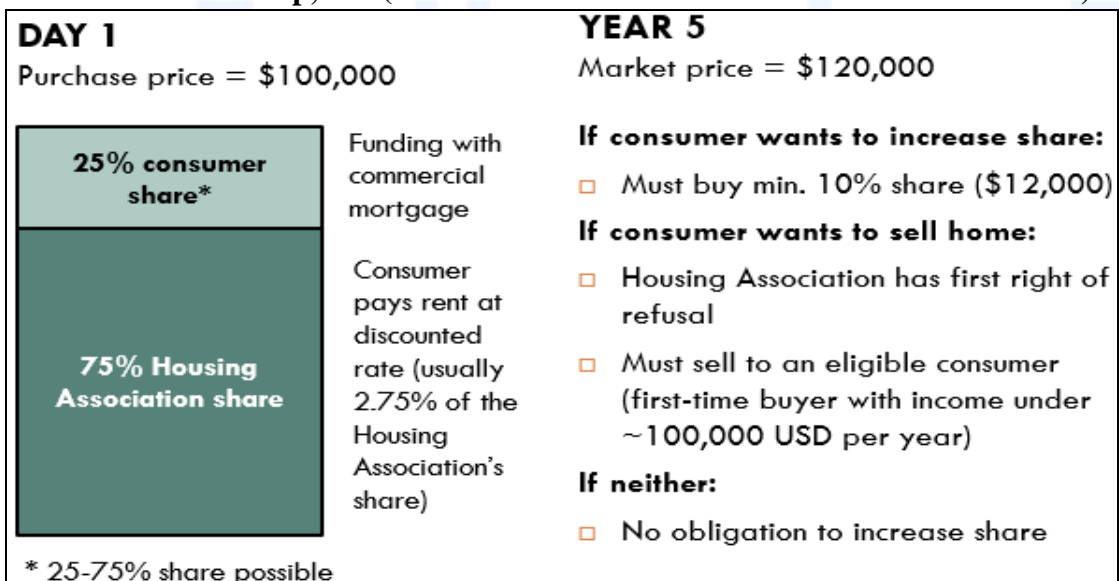 DAY 1
Purchase price = $100,000
25% consumer
share*
75% Housing
Association share
Funding with
commercial
mortgage
Consumer
pays rent at
discounted
rate (usually
2.75% of the
Housing
Association's
share)
* 25-75% share possible
YEAR 5
Market price = $120,000
If consumer wants to increase share:
Must buy min. 10% share ($12,000)
If consumer wants to sell home:
Housing Association has first right of
refusal
Must sell to an eligible consumer
(first-time buyer with income under
~100,000 USD per year)
If neither:
No obligation to increase share